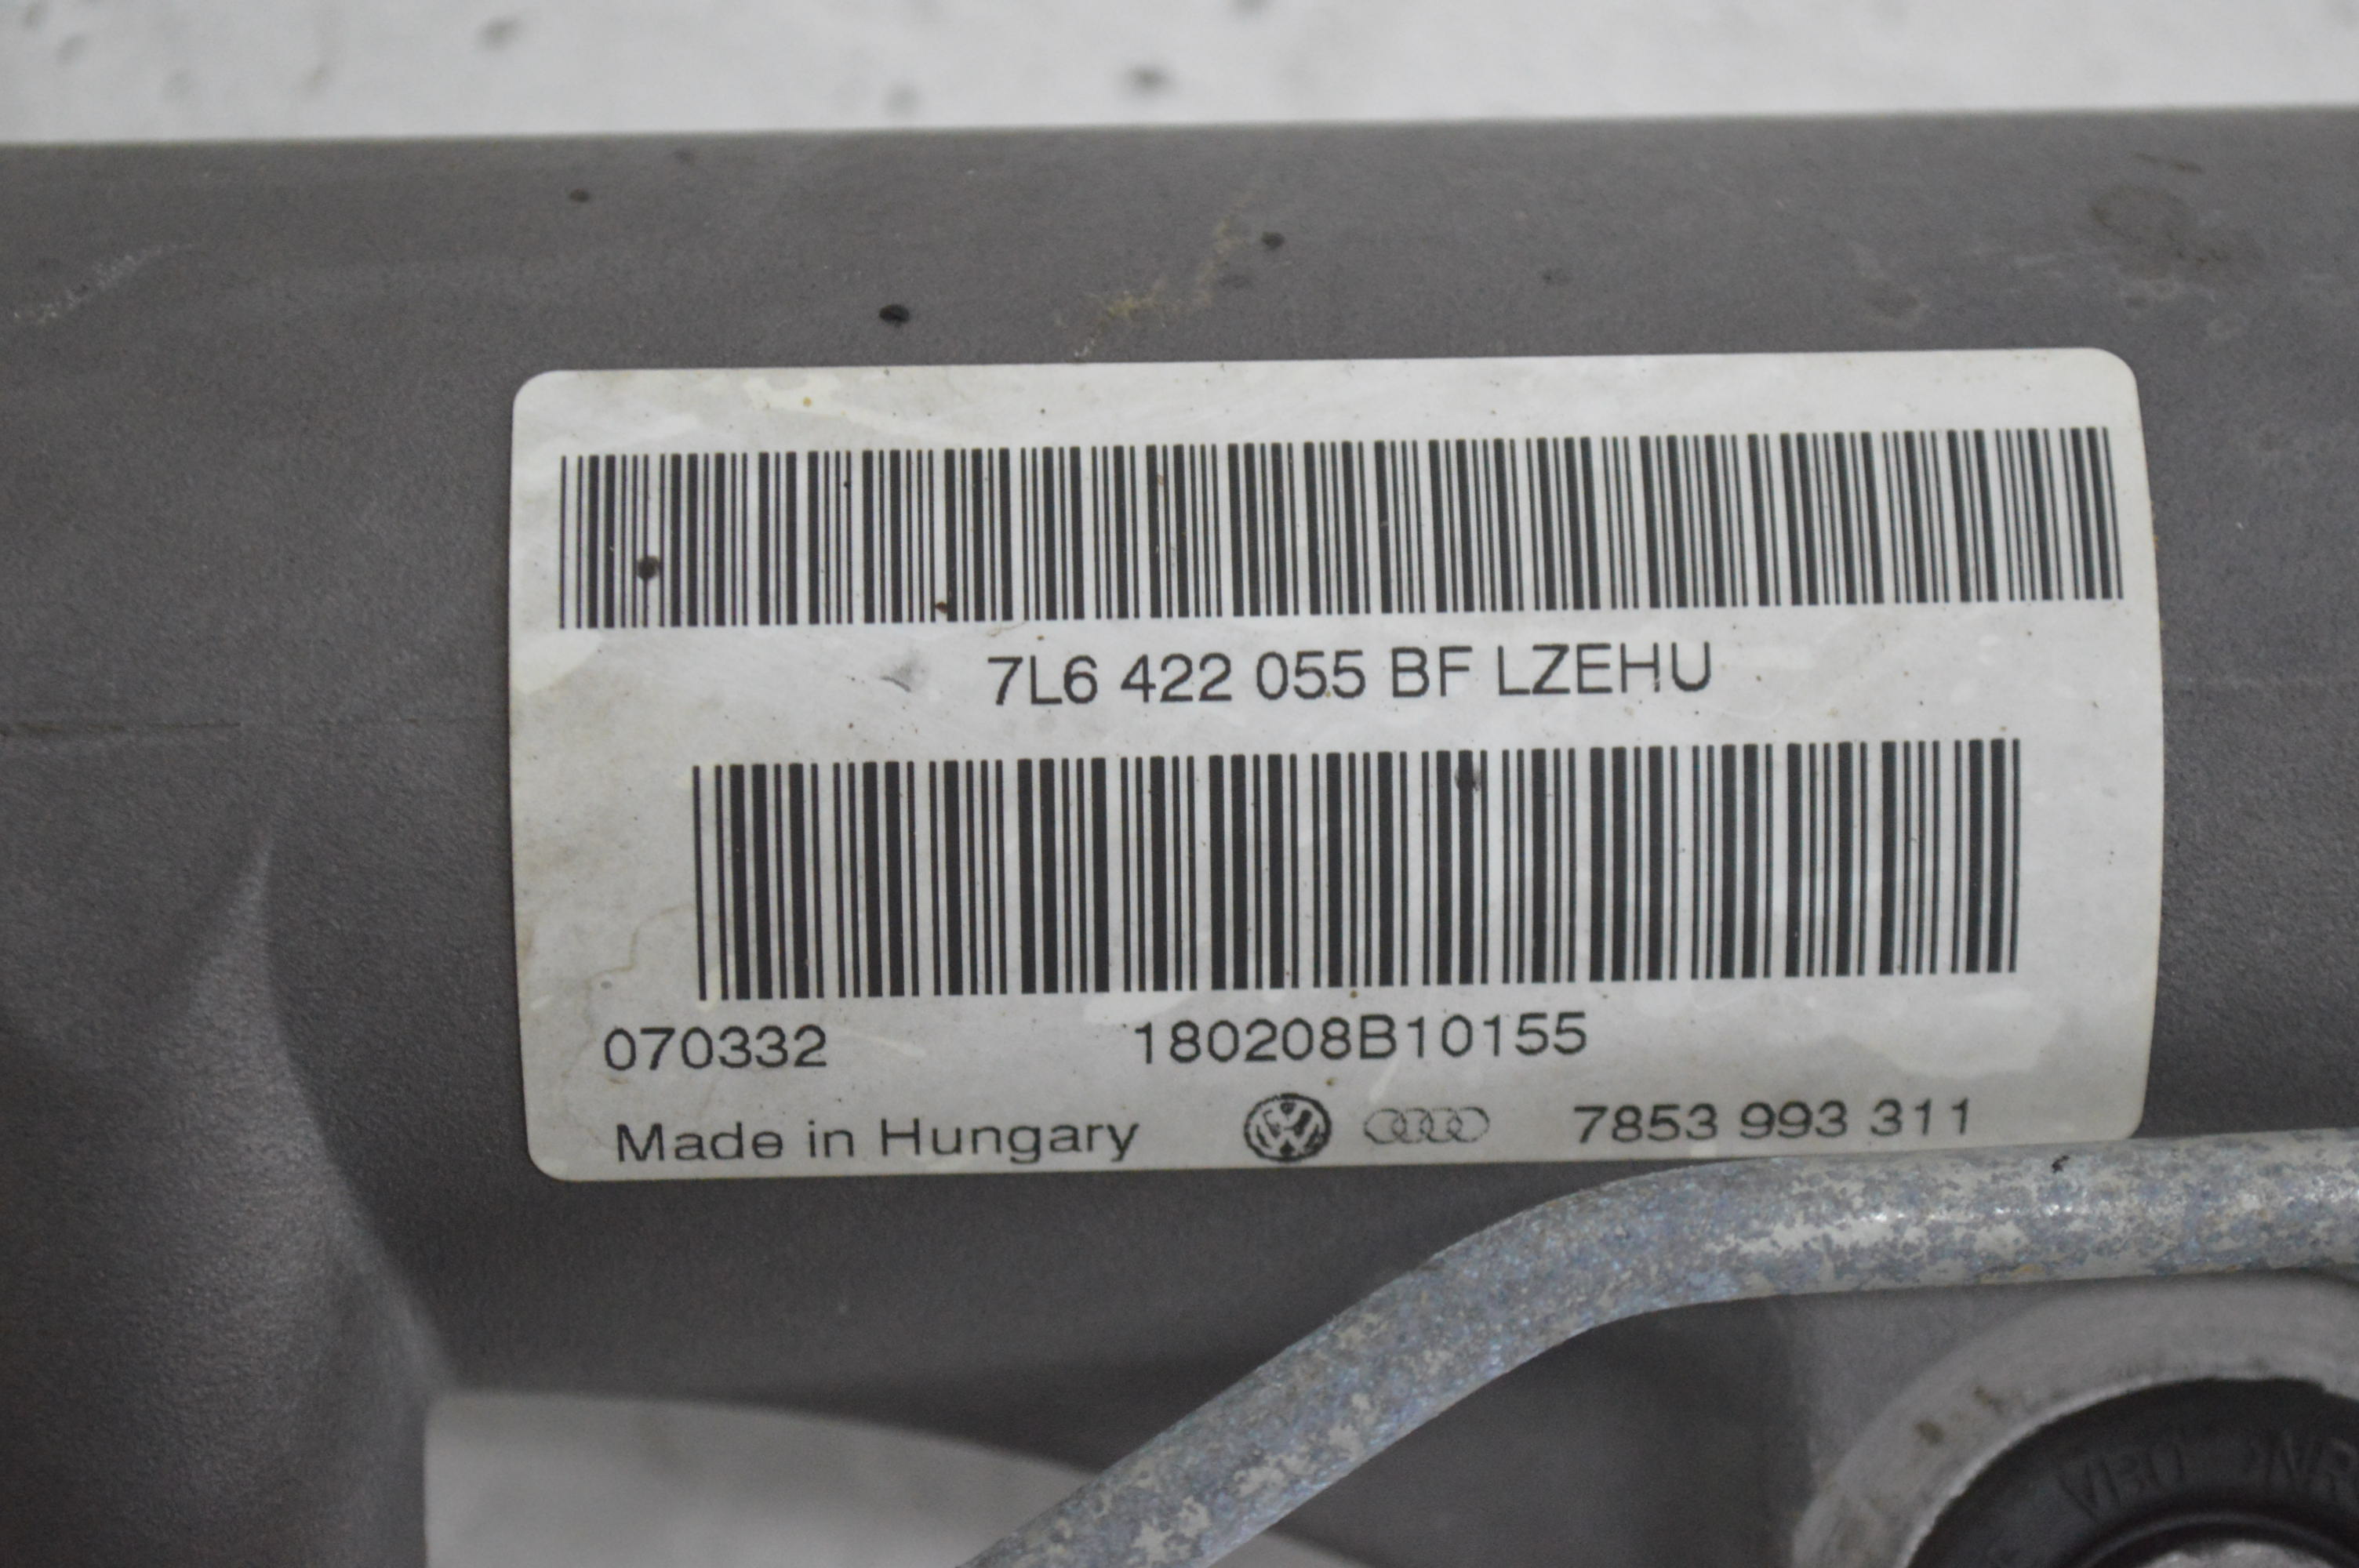 7L6 422 055 BF LZEHU
070332 180208B10155
Made in Hungary 7853 993 311